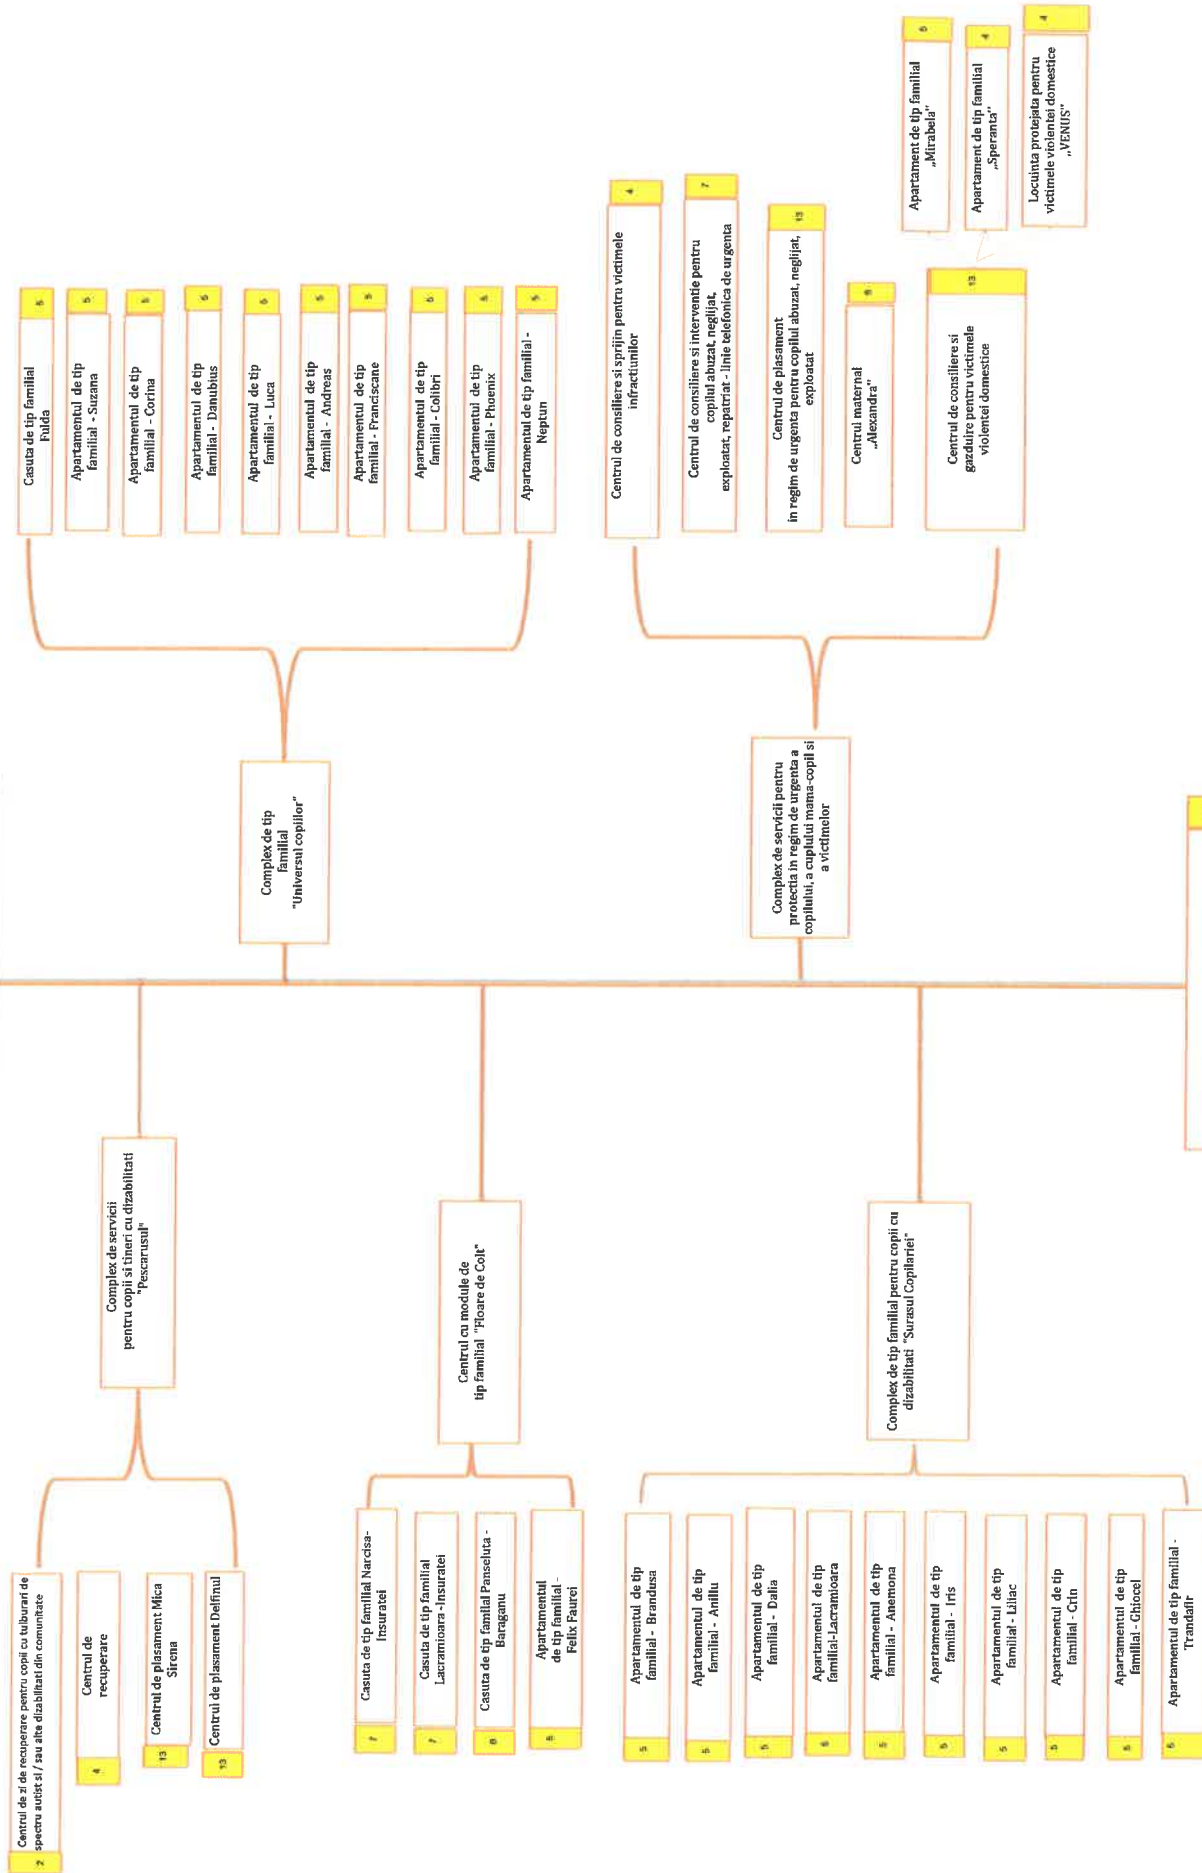 Centrul de zi de recuperare pentru copii cu tulburari de
spectru autist si / sau alte dizabilitati din comunitate
2
Centrul de
recuperare
4
Centrul de plasament Mica
Sirena
13
Centrul de plasament Delfinul
13
Complex de servicii
pentru copii si tineri cu dizabilitati
"Pescarusul"
Casuta de tip familial Narcisa-
Insuratei
7
Casuta de tip familial
Lacramioara-Insuratei
7
Casuta de tip familial Panseluta -
Baraganu
Apartamentul
de tip familial -
Felix Faurei
Centrul cu module de
tip familial "Floare de Colt"
Apartamentul de tip
familial - Brandusa
5
Apartamentul de tip
familial - Anillu
5
Apartamentul de tip
familial - Dalia
5
Apartamentul de tip
familial-Lacramioara
5
Apartamentul de tip
familial - Anemona
5
Apartamentul de tip
familial - Iris
5
Apartamentul de tip
familial - Liliac
5
Apartamentul de tip
familial - Crin
5
Apartamentul de tip
familial - Ghiocel
5
Apartamentul de tip familial -
Trandafir
5
Complex de tip familial pentru copii cu
dizabilitati "Surasul Copilariei"
Complex de tip
familial
"Universul copiilor"
Casuta de tip familial
Fulda
5
Apartamentul de tip
familial - Suzana
5
Apartamentul de tip
familial - Corina
5
Apartamentul de tip
familial - Danubius
5
Apartamentul de tip
familial - Luca
5
Apartamentul de tip
familial - Andreas
5
Apartamentul de tip
familial - Franciscane
5
Apartamentul de tip
familial - Colibri
5
Apartamentul de tip
familial - Phoenix
5
Apartamentul de tip familial -
Neptun
5
Complex de servicii pentru
protectia in regim de urgenta a
copilului, a cuplului mama-copil si
a victimelor
Centrul de consiliere si sprijin pentru victimele
infractiunilor
4
Centrul de consiliere si interventie pentru
copilul abuzat, neglijat,
exploatat, repatriat - linie telefonica de urgenta
7
Centrul de plasament
in regim de urgenta pentru copilul abuzat, neglijat,
exploatat
13
Centrul maternal
„Alexandra"
Centrul de consiliere si
gazduire pentru victimele
violentei domestice
13
Apartament de tip familial
„Mirabela"
5
Apartament de tip familial
„Speranta"
4
Locuinta protejata pentru
victimele violentei domestice
„VENUS"
4